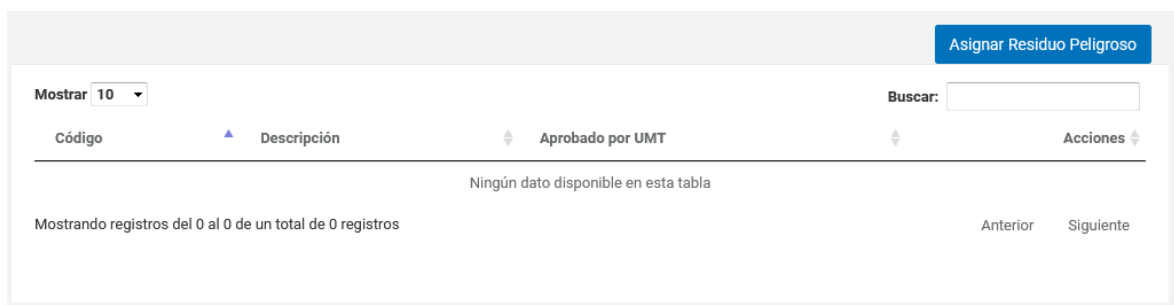 Asignar Residuo Peligroso
Mostrar 10 Buscar:
Código Descripción Aprobado por UMT Acciones
Ningún dato disponible en esta tabla
Mostrando registros del 0 al 0 de un total de 0 registros Anterior Siguiente